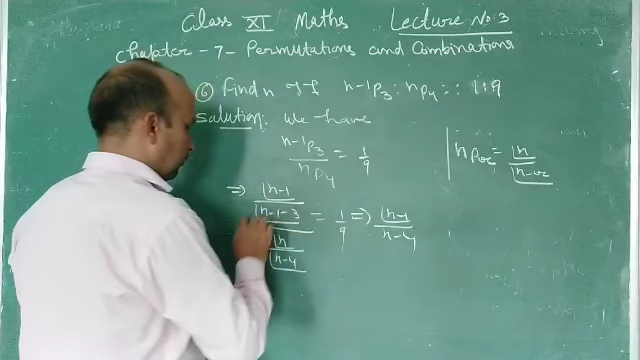 Class XI Maths Lecture No. 3
Chapter - 7 - Permutations and Combinations
⑥ Find n if n-1P3 : nP4 :: 1:9
Solution: we have
n-1P3 / nP4 = 1/9
nPr = |n / |n-r
⇒ |n-1 / |n-1-3 / |n / |n-4 = 1/9 ⇒ |n-1 / |n-4